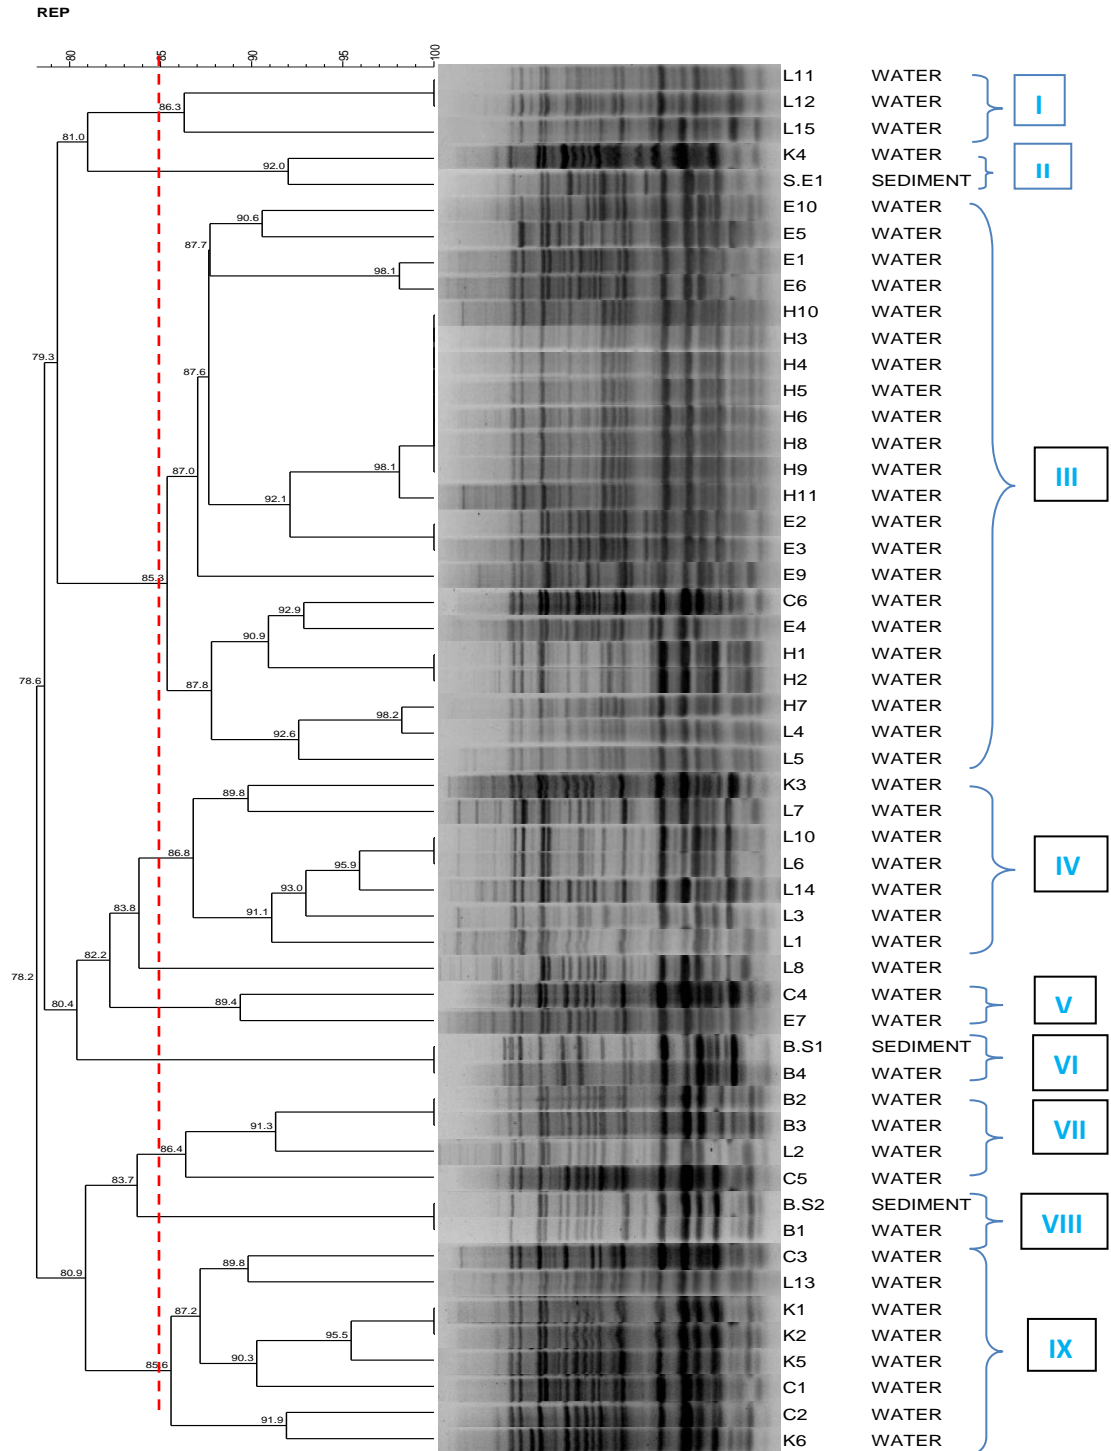 REP
80 85 90 95 100
L11 WATER
86.3
L12 WATER
I
L15 WATER
81.0
K4 WATER
92.0
II
S.E1 SEDIMENT
E10 WATER
90.6
E5 WATER
87.7
E1 WATER
98.1
E6 WATER
H10 WATER
H3 WATER
79.3
H4 WATER
87.6
H5 WATER
H6 WATER
H8 WATER
87.0
98.1
H9 WATER
III
92.1
H11 WATER
E2 WATER
E3 WATER
85.3
E9 WATER
92.9
C6 WATER
E4 WATER
90.9
H1 WATER
78.6
87.8
H2 WATER
98.2
H7 WATER
92.6
L4 WATER
L5 WATER
89.8
K3 WATER
L7 WATER
L10 WATER
86.8
95.9
L6 WATER
IV
93.0
L14 WATER
83.8
91.1
L3 WATER
L1 WATER
82.2
L8 WATER
78.2
89.4
C4 WATER
V
80.4
E7 WATER
B.S1 SEDIMENT
VI
B4 WATER
B2 WATER
91.3
B3 WATER
VII
86.4
L2 WATER
83.7
C5 WATER
B.S2 SEDIMENT
VIII
B1 WATER
89.8
C3 WATER
80.9
L13 WATER
87.2
K1 WATER
95.5
K2 WATER
IX
90.3
K5 WATER
85.6
C1 WATER
91.9
C2 WATER
K6 WATER